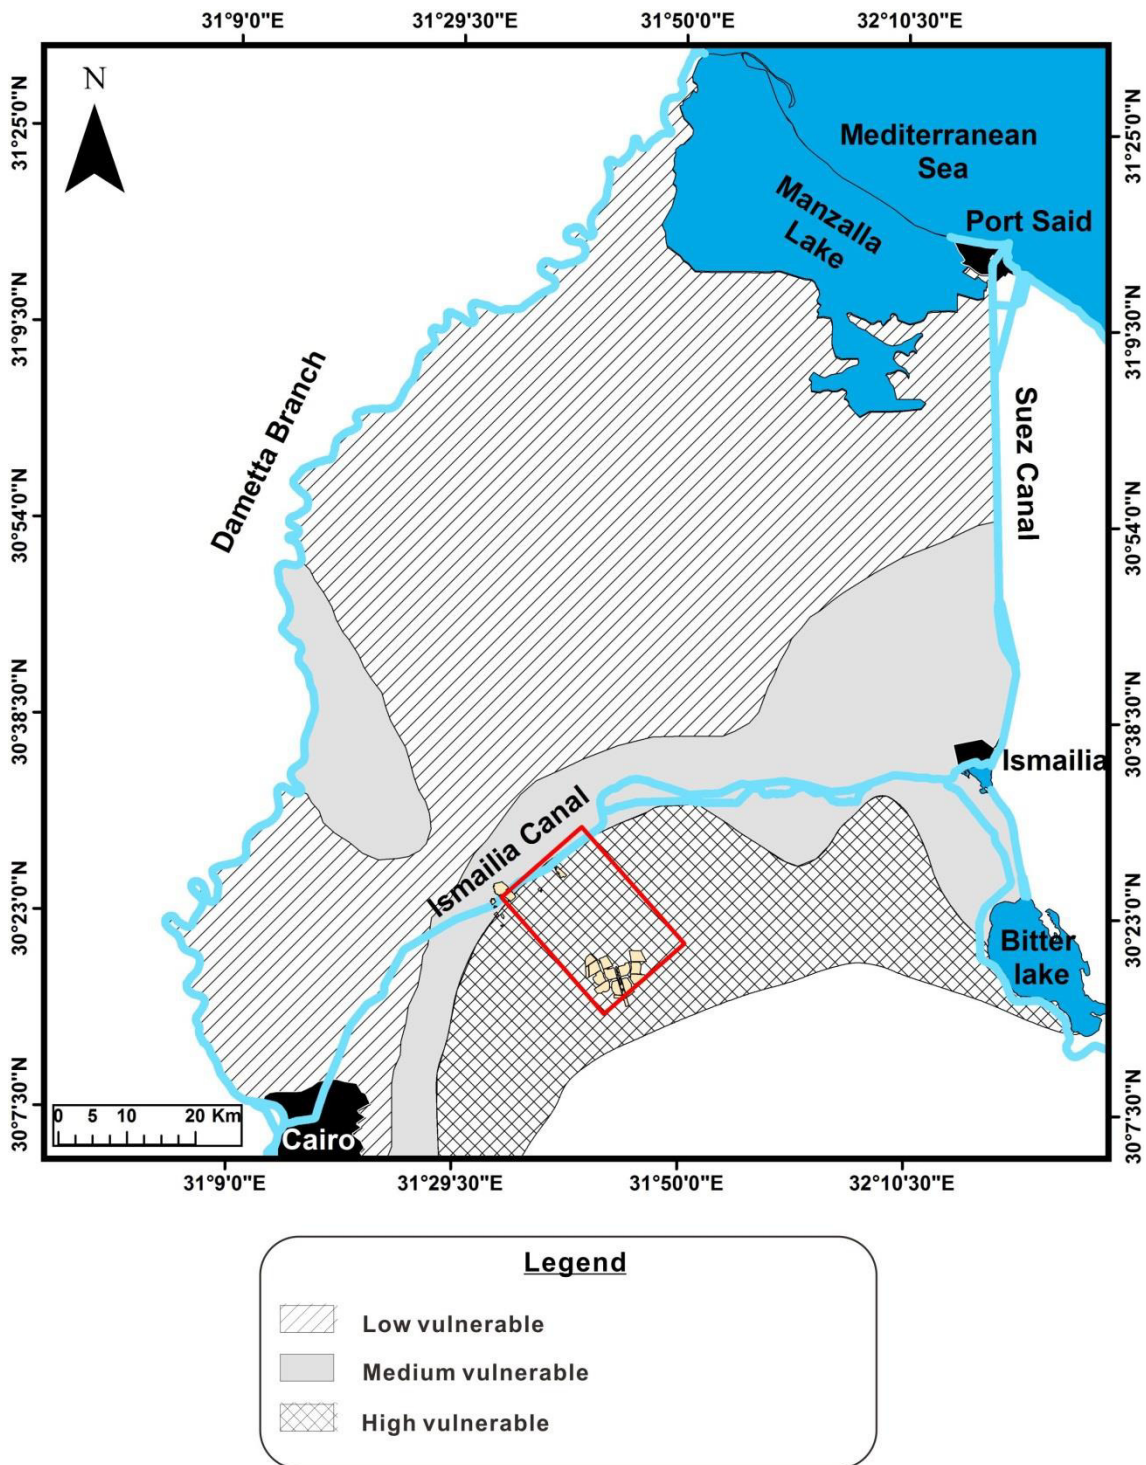 31°9'0"E
31°29'30"E
31°50'0"E
32°10'30"E
N
31°25'0"N
31°25'0"N
Mediterranean
Sea
Manzalla
Lake
Port Said
31°9'30"N
31°9'30"N
Dametta Branch
Suez Canal
30°54'0"N
30°54'0"N
30°38'30"N
30°38'30"N
Ismailia
Ismailia Canal
30°23'0"N
30°23'0"N
Bitter
lake
30°7'30"N
30°7'30"N
0 5 10 20 Km
Cairo
31°9'0"E
31°29'30"E
31°50'0"E
32°10'30"E
Legend
Low vulnerable
Medium vulnerable
High vulnerable